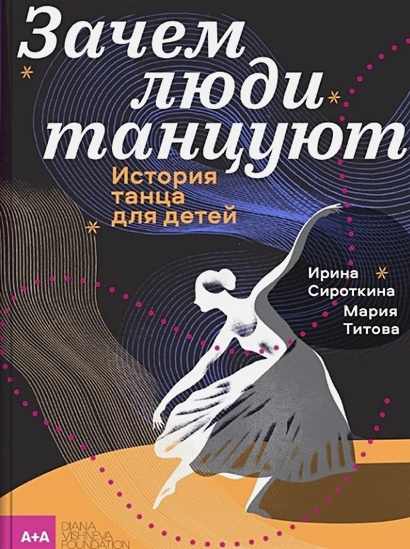 Зачем
люди
танцуют
История
танца
для детей
Ирина
Сироткина
Мария
Титова
A+A
DIANA
VISHNEVA
FOUNDATION